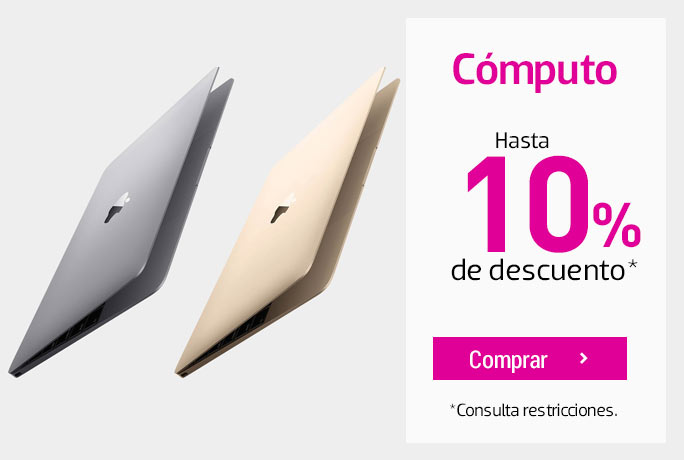 Cómputo
Hasta
10%
de descuento*
Comprar >
*Consulta restricciones.